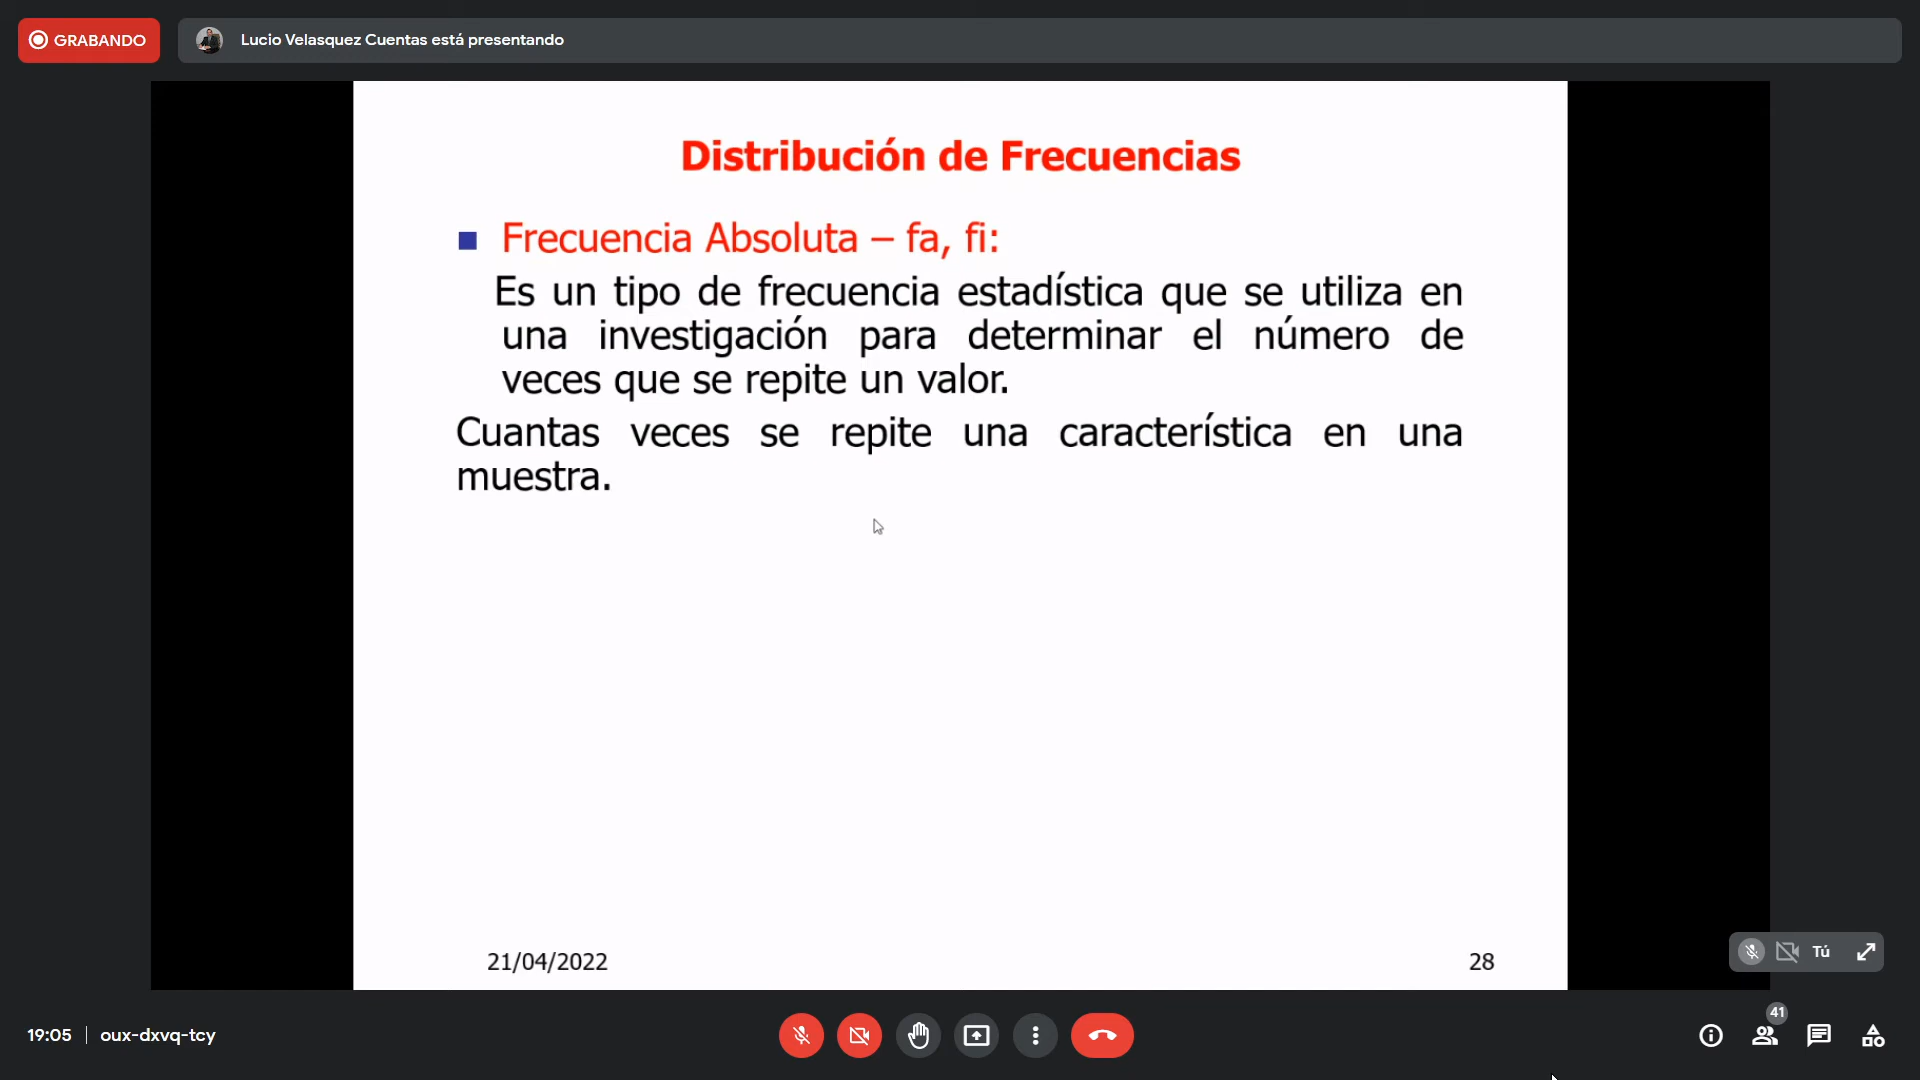 GRABANDO
Lucio Velasquez Cuentas está presentando
Distribución de Frecuencias
Frecuencia Absoluta – fa, fi:
Es un tipo de frecuencia estadística que se utiliza en
una investigación para determinar el número de
veces que se repite un valor.
Cuantas veces se repite una característica en una
muestra.
21/04/2022
28
Tú
19:05 | oux-dxvq-tcy
41